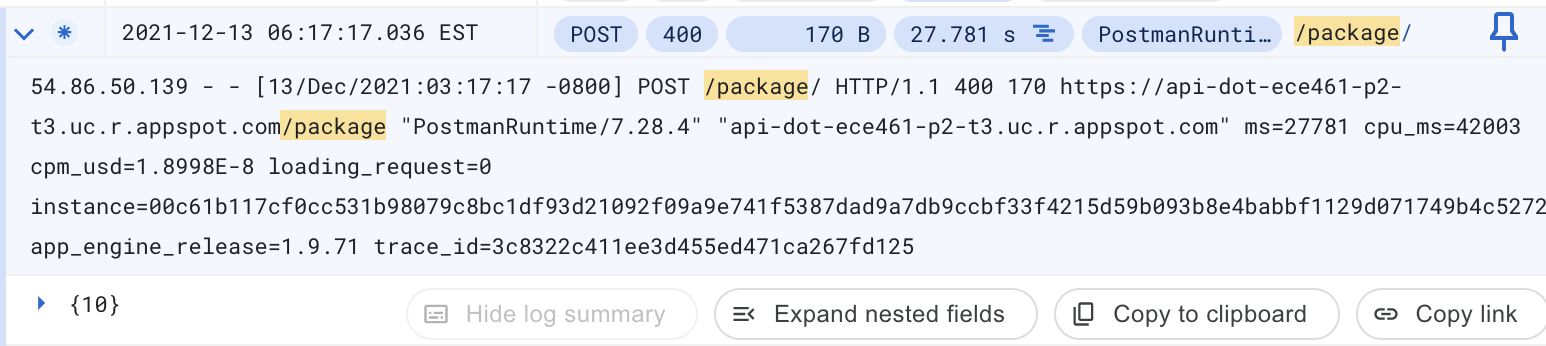 2021-12-13 06:17:17.036 EST POST 400 170 B 27.781 s PostmanRunti… /package/
54.86.50.139 - - [13/Dec/2021:03:17:17 -0800] POST /package/ HTTP/1.1 400 170 https://api-dot-ece461-p2-
t3.uc.r.appspot.com/package "PostmanRuntime/7.28.4" "api-dot-ece461-p2-t3.uc.r.appspot.com" ms=27781 cpu_ms=42003
cpm_usd=1.8998E-8 loading_request=0
instance=00c61b117cf0cc531b98079c8bc1df93d21092f09a9e741f5387dad9a7db9ccbf33f4215d59b093b8e4babbf1129d071749b4c5272
app_engine_release=1.9.71 trace_id=3c8322c411ee3d455ed471ca267fd125
{10} Hide log summary Expand nested fields Copy to clipboard Copy link